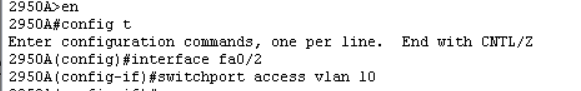 2950A>en
2950A#config t
Enter configuration commands, one per line.  End with CNTL/Z
2950A(config)#interface fa0/2
2950A(config-if)#switchport access vlan 10